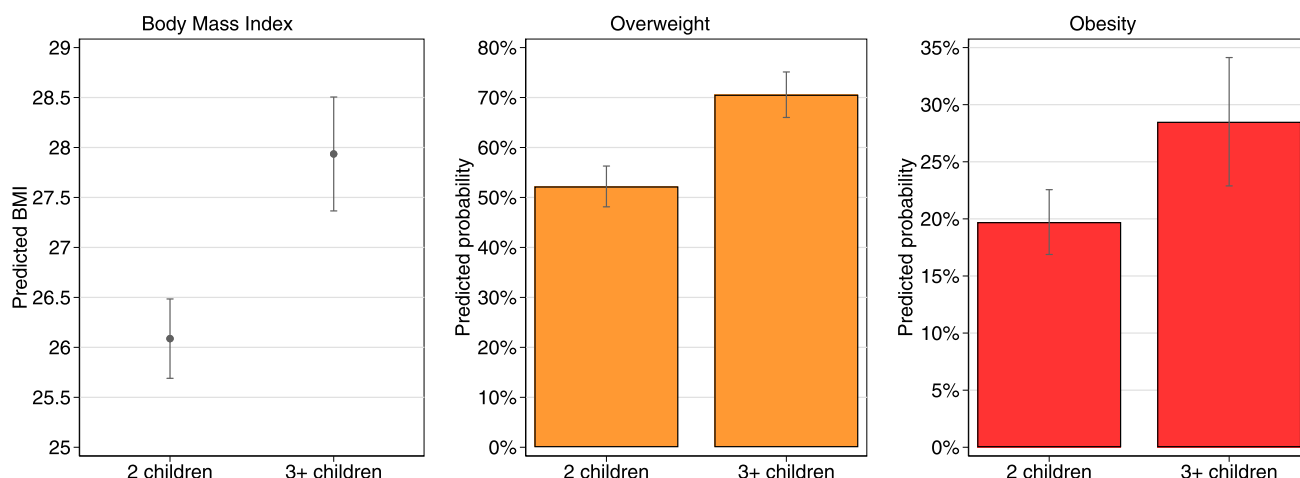 Body Mass Index
Predicted BMI
29
28.5
28
27.5
27
26.5
26
25.5
25
2 children
3+ children
Overweight
Predicted probability
80%
70%
60%
50%
40%
30%
20%
10%
0%
2 children
3+ children
Obesity
Predicted probability
35%
30%
25%
20%
15%
10%
5%
0%
2 children
3+ children